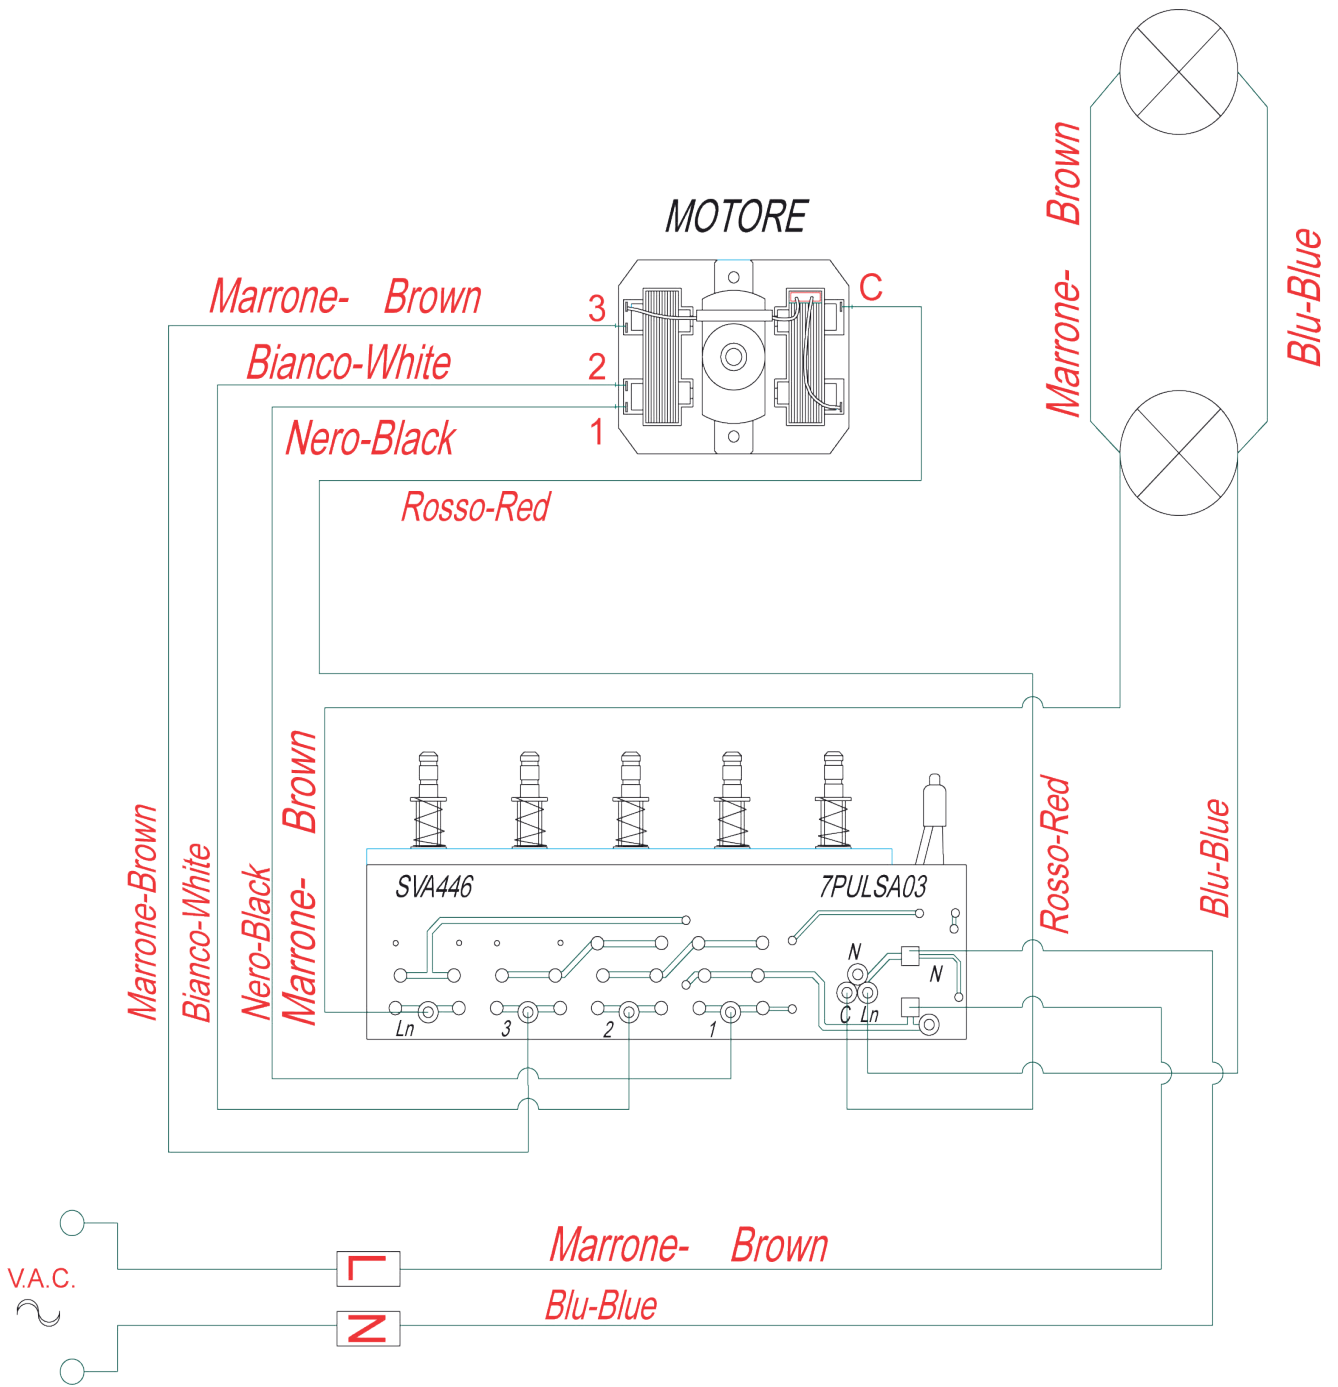 Marrone- Brown
Blu-Blue
MOTORE
C
Marrone- Brown
3
Bianco-White
2
Nero-Black
1
Rosso-Red
Marrone-Brown
Bianco-White
Nero-Black
Marrone- Brown
Rosso-Red
Blu-Blue
SVA446 7PULSA03
N
N
C Ln
Ln 3 2 1
Marrone- Brown
L
V.A.C.
Blu-Blue
N